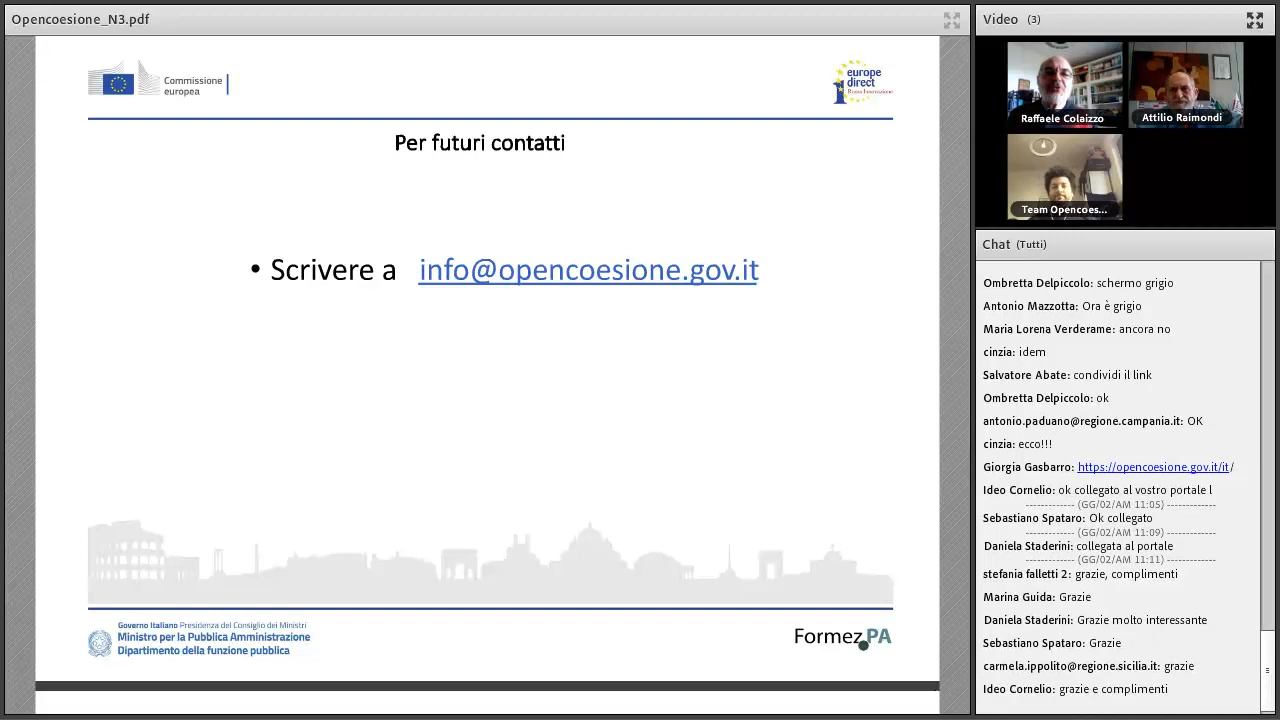 Opencoesione_N3.pdf
Commissione
europea
europe
direct
Roma Innovazione
Per futuri contatti
• Scrivere a info@opencoesione.gov.it
Governo Italiano Presidenza del Consiglio dei Ministri
Ministro per la Pubblica Amministrazione
Dipartimento della funzione pubblica
Formez.PA
Video (3)
Raffaele Colaizzo
Attilio Raimondi
Team Opencoes...
Chat (Tutti)
Ombretta Delpiccolo: schermo grigio
Antonio Mazzotta: Ora è grigio
Maria Lorena Verderame: ancora no
cinzia: idem
Salvatore Abate: condividi il link
Ombretta Delpiccolo: ok
antonio.paduano@regione.campania.it: OK
cinzia: ecco!!!
Giorgia Gasbarro: https://opencoesione.gov.it/it/
Ideo Cornelio: ok collegato al vostro portale l
------------- (GG/02/AM 11:05) -------------
Sebastiano Spataro: Ok collegato
------------- (GG/02/AM 11:09) -------------
Daniela Staderini: collegata al portale
------------- (GG/02/AM 11:11) -------------
stefania falletti 2: grazie, complimenti
Marina Guida: Grazie
Daniela Staderini: Grazie molto interessante
Sebastiano Spataro: Grazie
carmela.ippolito@regione.sicilia.it: grazie
Ideo Cornelio: grazie e complimenti